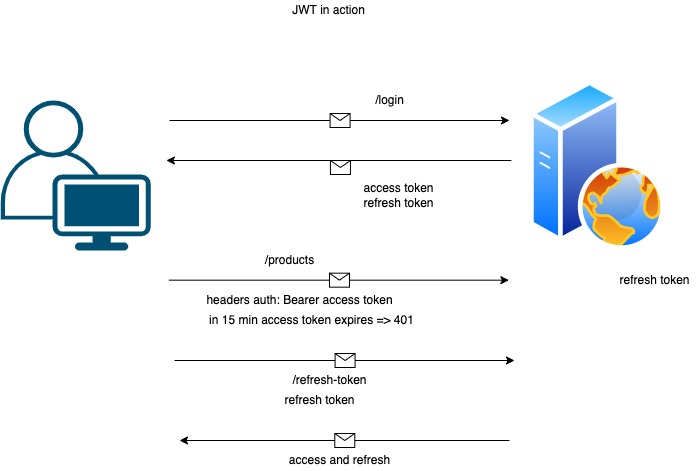 JWT in action
/login
access token
refresh token
/products
refresh token
headers auth: Bearer access token
in 15 min access token expires => 401
/refresh-token
refresh token
access and refresh